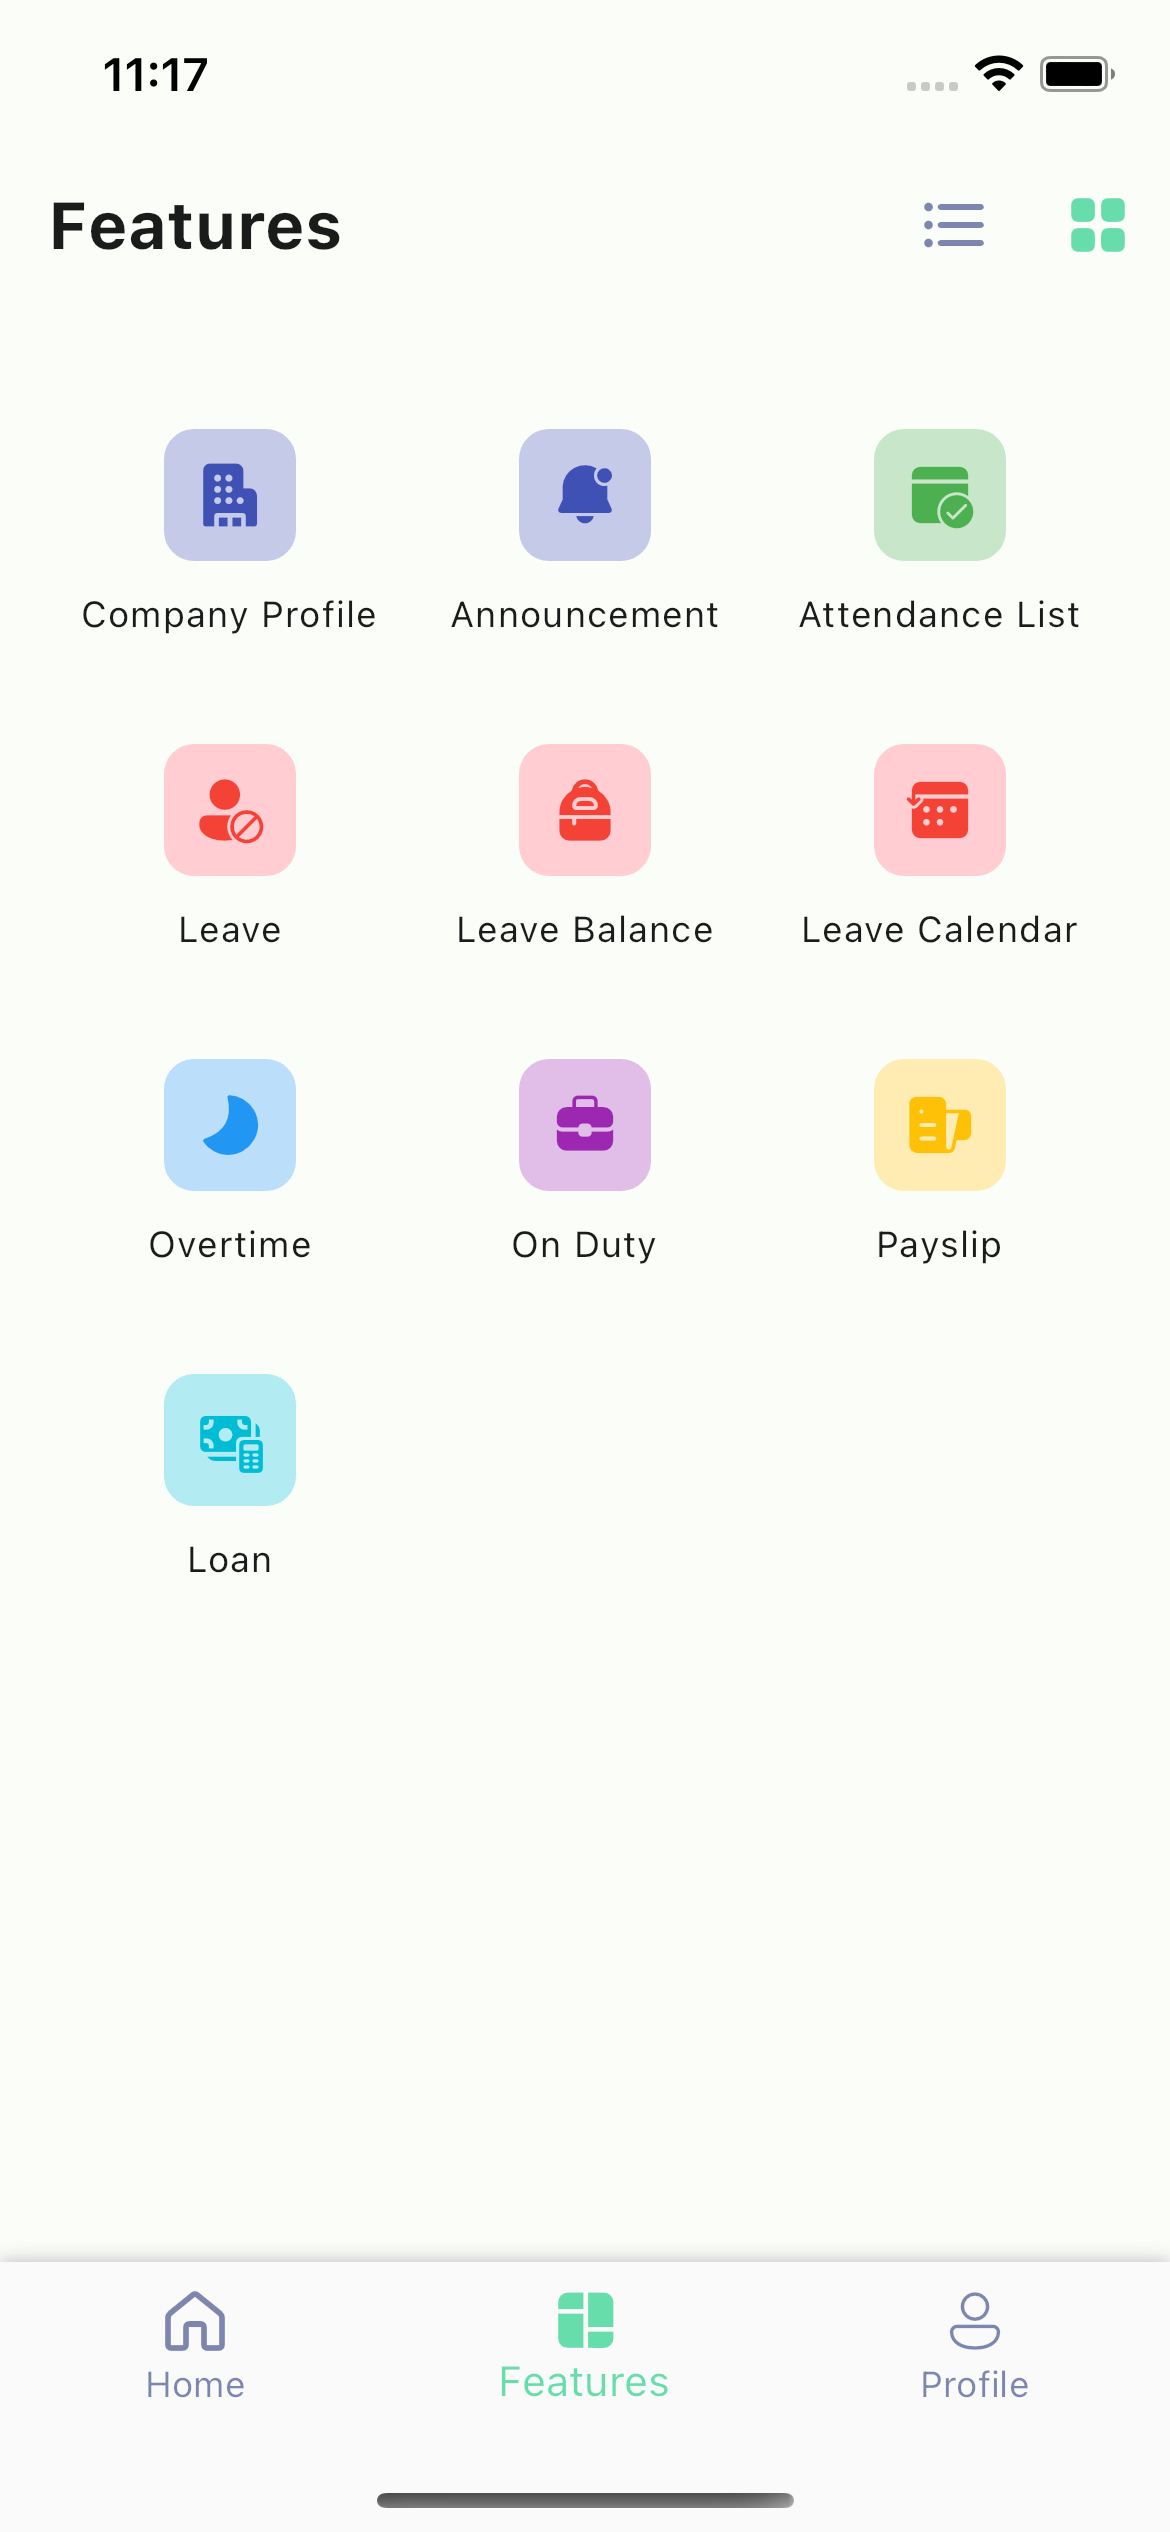 11:17
Features
Company Profile
Announcement
Attendance List
Leave
Leave Balance
Leave Calendar
Overtime
On Duty
Payslip
Loan
Home
Features
Profile